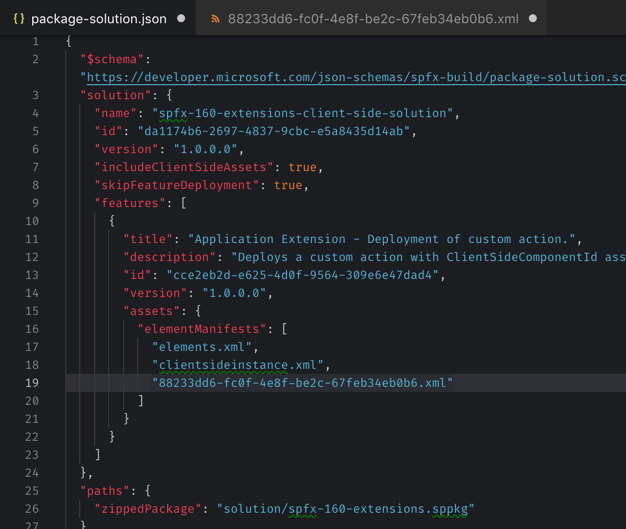 {} package-solution.json
88233dd6-fc0f-4e8f-be2c-67feb34eb0b6.xml
1 {
2 "$schema":
"https://developer.microsoft.com/json-schemas/spfx-build/package-solution.sc
3 "solution": {
4 "name": "spfx-160-extensions-client-side-solution",
5 "id": "da1174b6-2697-4837-9cbc-e5a8435d14ab",
6 "version": "1.0.0.0",
7 "includeClientSideAssets": true,
8 "skipFeatureDeployment": true,
9 "features": [
10 {
11 "title": "Application Extension - Deployment of custom action.",
12 "description": "Deploys a custom action with ClientSideComponentId ass
13 "id": "cce2eb2d-e625-4d0f-9564-309e6e47dad4",
14 "version": "1.0.0.0",
15 "assets": {
16 "elementManifests": [
17 "elements.xml",
18 "clientsideinstance.xml",
19 "88233dd6-fc0f-4e8f-be2c-67feb34eb0b6.xml"
20 ]
21 }
22 }
23 ]
24 },
25 "paths": {
26 "zippedPackage": "solution/spfx-160-extensions.sppkg"
27 }